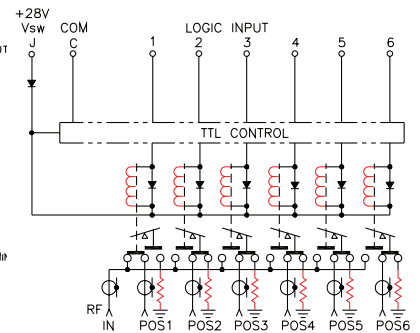 +28V
Vsw COM LOGIC INPUT
J C 1 2 3 4 5 6
TTL CONTROL
RF
IN POS1 POS2 POS3 POS4 POS5 POS6